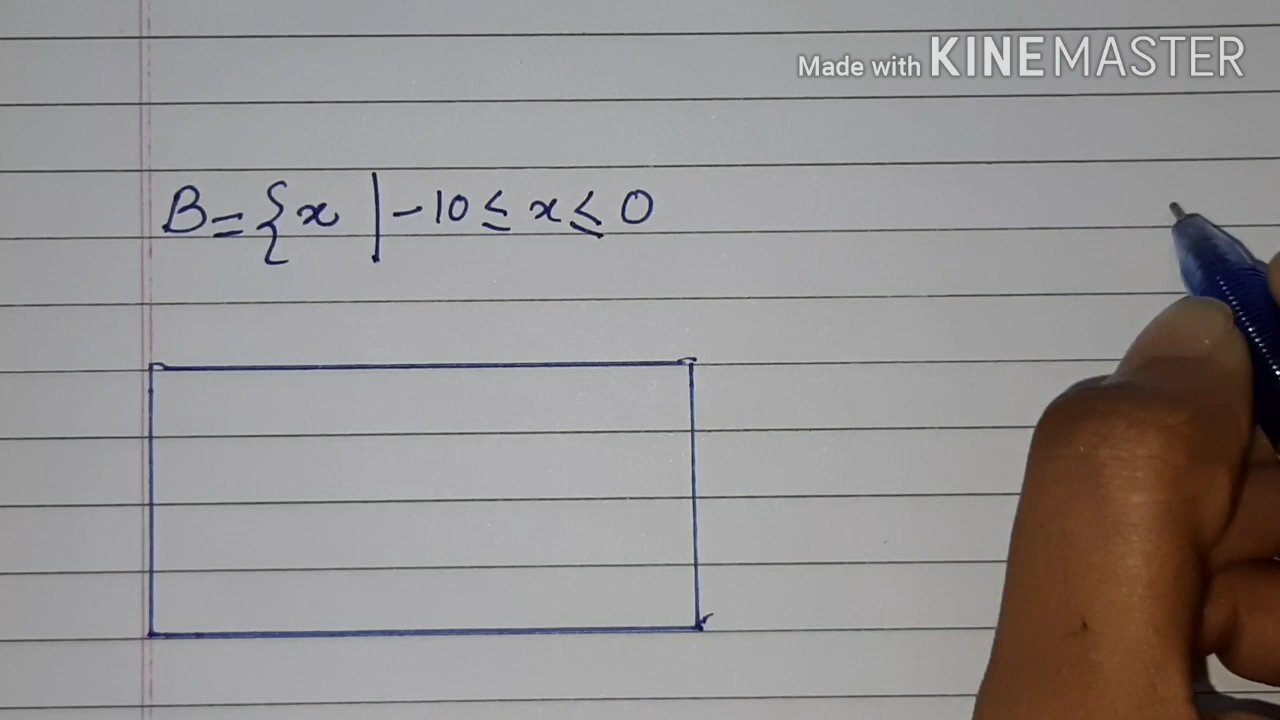 Made with KINEMASTER
B = {x | -10 ≤ x ≤ 0